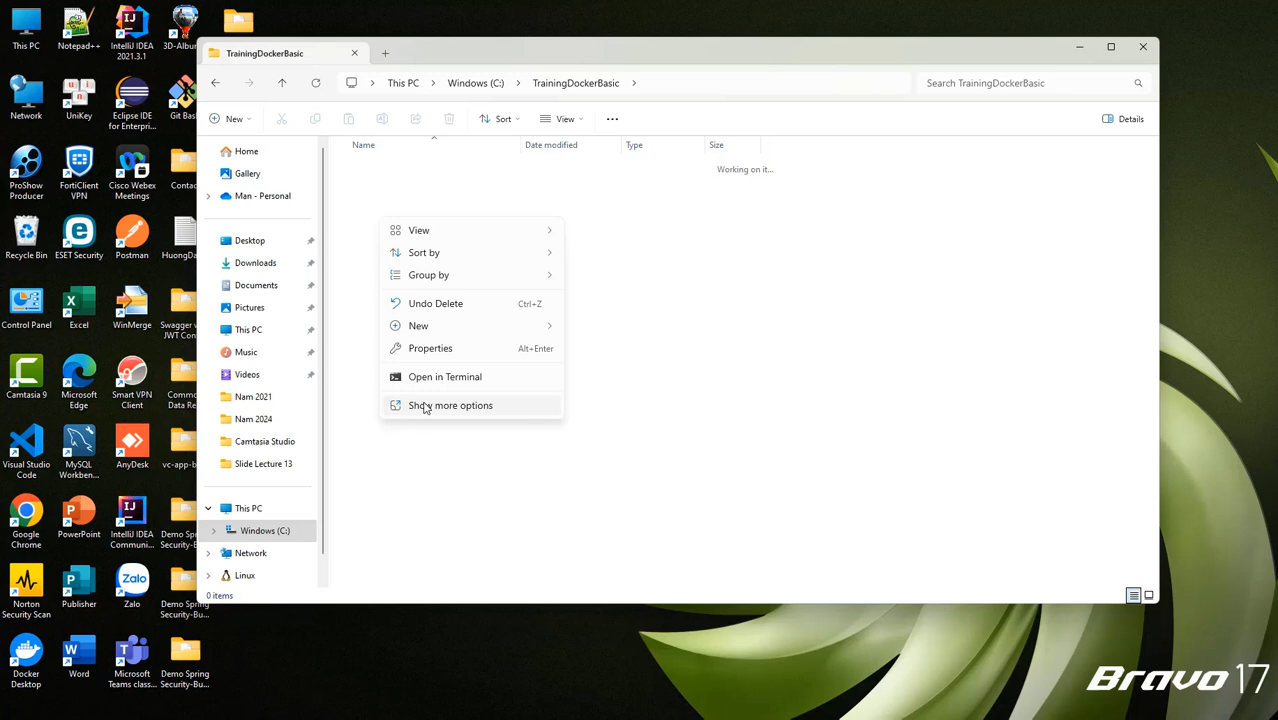 This PC
Notepad++
IntelliJ IDEA
2021.3.1
3D-Album
Network
UniKey
Eclipse IDE
for Enterpri...
Git Bas
ProShow
Producer
FortiClient
VPN
Cisco Webex
Meetings
Contac
Recycle Bin
ESET Security
Postman
HuongDa
Control Panel
Excel
WinMerge
Swagger w
JWT Con
Camtasia 9
Microsoft
Edge
Smart VPN
Client
Commo
Data Re
Visual Studio
Code
MySQL
Workben...
AnyDesk
vc-app-b
Google
Chrome
PowerPoint
IntelliJ IDEA
Communi...
Demo Spring
Security-Bu...
Norton
Security Scan
Publisher
Zalo
Demo Spring
Security-Bu...
Docker
Desktop
Word
Microsoft
Teams class...
Demo Spring
Security-Bu...
TrainingDockerBasic
This PC
Windows (C:)
TrainingDockerBasic
Search TrainingDockerBasic
New
Sort
View
Details
Name
Date modified
Type
Size
Working on it...
Home
Gallery
Man - Personal
Desktop
Downloads
Documents
Pictures
This PC
Music
Videos
Nam 2021
Nam 2024
Camtasia Studio
Slide Lecture 13
This PC
Windows (C:)
Network
Linux
0 items
View
Sort by
Group by
Undo Delete Ctrl+Z
New
Properties Alt+Enter
Open in Terminal
Show more options
Bravo 17